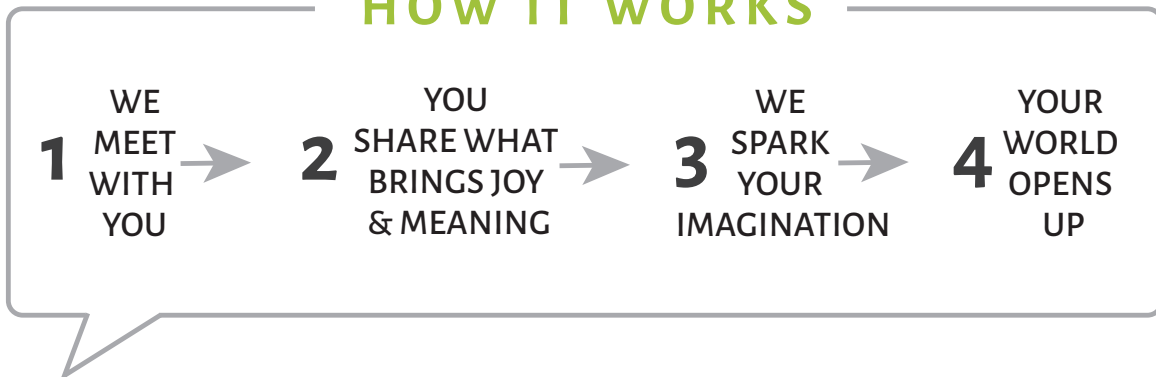 HOW IT WORKS
1
WE
MEET
WITH
YOU
2
YOU
SHARE WHAT
BRINGS JOY
& MEANING
3
WE
SPARK
YOUR
IMAGINATION
4
YOUR
WORLD
OPENS
UP